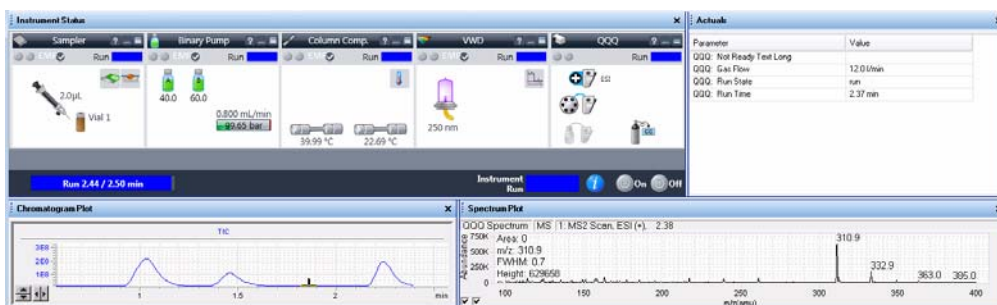 Instrument Status
Actuals
Sampler
Binary Pump
Column Comp.
VWD
QQQ
Run
Run
Run
Run
Run
2.0µL
Vial 1
40.0 60.0
0.800 mL/min
99.65 bar
39.99 °C
22.69 °C
250 nm
ESI
Parameter Value
QQQ: Not Ready Text Long
QQQ: Gas Flow 12.0 l/min
QQQ: Run State run
QQQ: Run Time 2.37 min
Run 2.44 / 2.50 min
Instrument
Run
On
Off
Chromatogram Plot
TIC
1 1.5 2 min
Spectrum Plot
QQQ Spectrum MS 1: MS2 Scan, ESI (+), 2.38
Abundance
750K
500K
250K
0
Area: 0
m/z: 310.9
FWHM: 0.7
Height: 629658
310.9
332.9
363.0
385.0
100 150 200 250 300 350 400
m/z(amu)